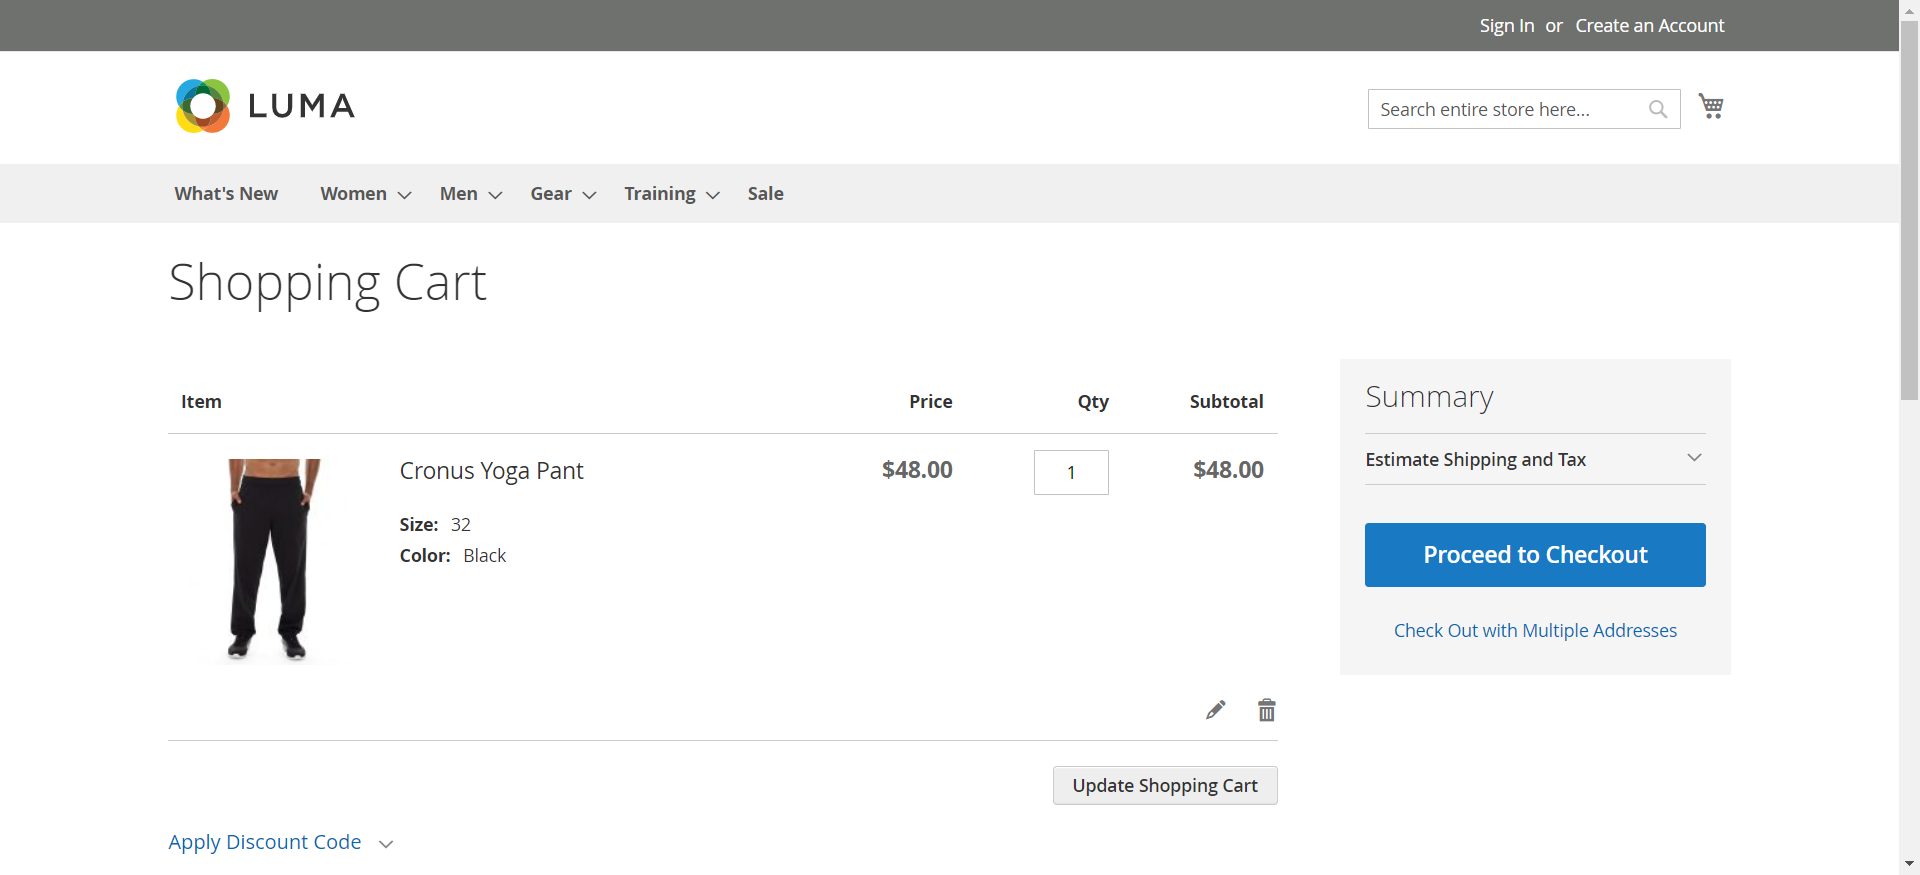 Sign In or Create an Account
LUMA
Search entire store here...
What's New Women Men Gear Training Sale
Shopping Cart
Item Price Qty Subtotal
Cronus Yoga Pant $48.00 1 $48.00
Size: 32
Color: Black
Update Shopping Cart
Apply Discount Code
Summary
Estimate Shipping and Tax
Proceed to Checkout
Check Out with Multiple Addresses